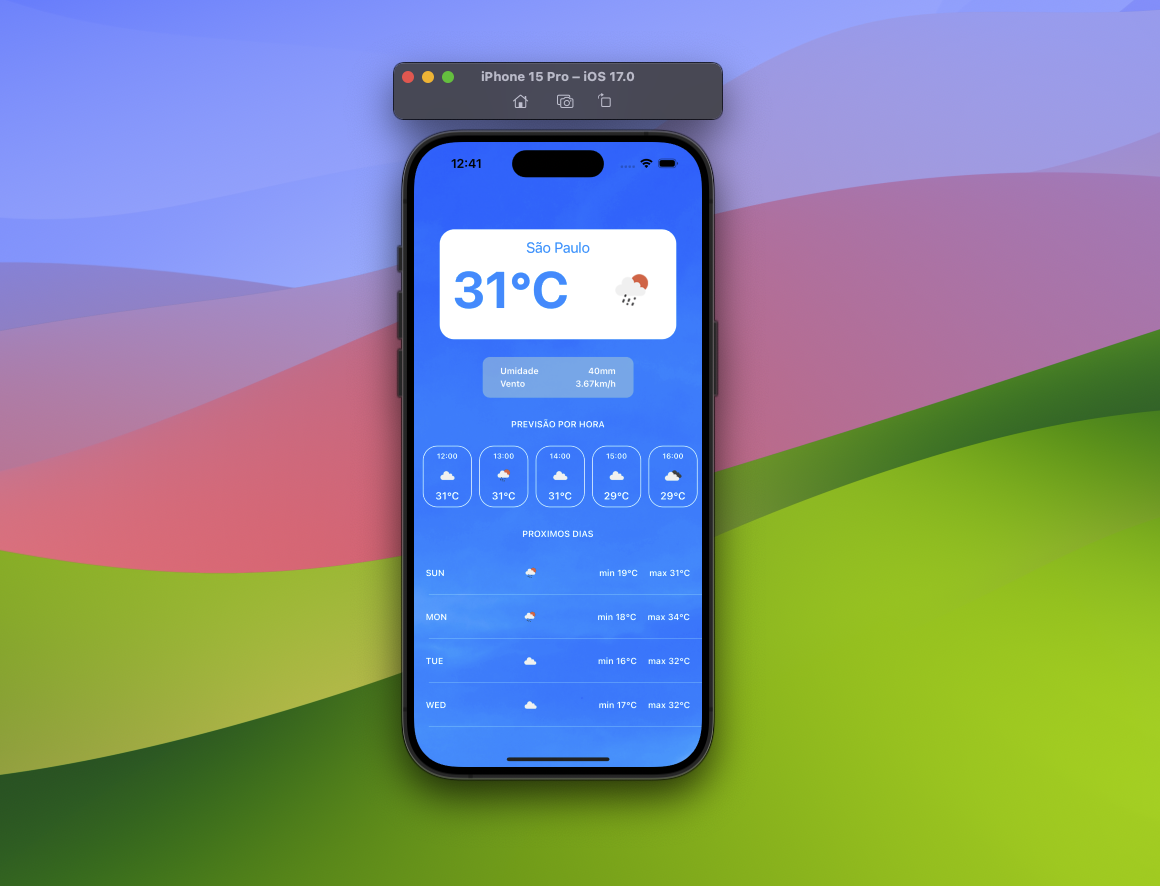 iPhone 15 Pro – iOS 17.0
12:41
São Paulo
31°C
Umidade 40mm
Vento 3.67km/h
PREVISÃO POR HORA
12:00 13:00 14:00 15:00 16:00
31°C 31°C 31°C 29°C 29°C
PROXIMOS DIAS
SUN min 19°C max 31°C
MON min 18°C max 34°C
TUE min 16°C max 32°C
WED min 17°C max 32°C